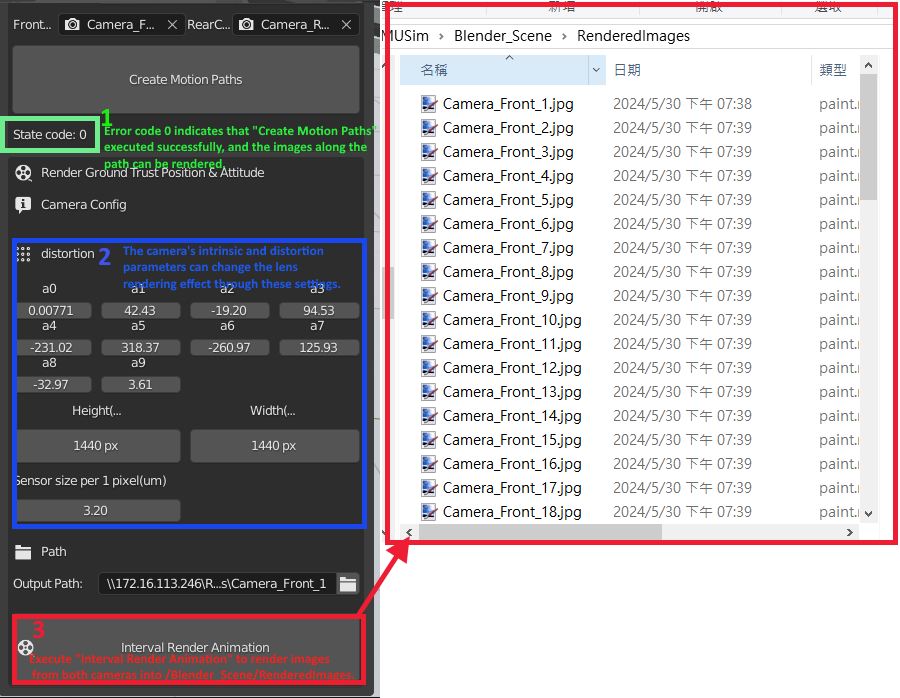 Front...
Camera_F...
RearC...
Camera_R...
Create Motion Paths
State code: 0
1
Error code 0 indicates that "Create Motion Paths"
executed successfully, and the images along the
path can be rendered.
Render Ground Trust Position & Attitude
Camera Config
distortion
2
The camera's intrinsic and distortion
parameters can change the lens
rendering effect through these settings.
a0 a1 a2 a3
0.00771 42.43 -19.20 94.53
a4 a5 a6 a7
-231.02 318.37 -260.97 125.93
a8 a9
-32.97 3.61
Height(... Width(...
1440 px 1440 px
Sensor size per 1 pixel(um)
3.20
Path
Output Path: \\172.16.113.246\R...s\Camera_Front_1
3
Interval Render Animation
Execute "Interval Render Animation" to render images
from both cameras into /Blender_Scene/RenderedImages.
MUSim > Blender_Scene > RenderedImages
名稱 日期 類型
Camera_Front_1.jpg 2024/5/30 下午 07:38 paint.
Camera_Front_2.jpg 2024/5/30 下午 07:39 paint.
Camera_Front_3.jpg 2024/5/30 下午 07:39 paint.
Camera_Front_4.jpg 2024/5/30 下午 07:39 paint.
Camera_Front_5.jpg 2024/5/30 下午 07:39 paint.
Camera_Front_6.jpg 2024/5/30 下午 07:39 paint.
Camera_Front_7.jpg 2024/5/30 下午 07:39 paint.
Camera_Front_8.jpg 2024/5/30 下午 07:39 paint.
Camera_Front_9.jpg 2024/5/30 下午 07:39 paint.
Camera_Front_10.jpg 2024/5/30 下午 07:39 paint.
Camera_Front_11.jpg 2024/5/30 下午 07:39 paint.
Camera_Front_12.jpg 2024/5/30 下午 07:39 paint.
Camera_Front_13.jpg 2024/5/30 下午 07:39 paint.
Camera_Front_14.jpg 2024/5/30 下午 07:39 paint.
Camera_Front_15.jpg 2024/5/30 下午 07:39 paint.
Camera_Front_16.jpg 2024/5/30 下午 07:39 paint.
Camera_Front_17.jpg 2024/5/30 下午 07:39 paint.
Camera_Front_18.jpg 2024/5/30 下午 07:39 paint.